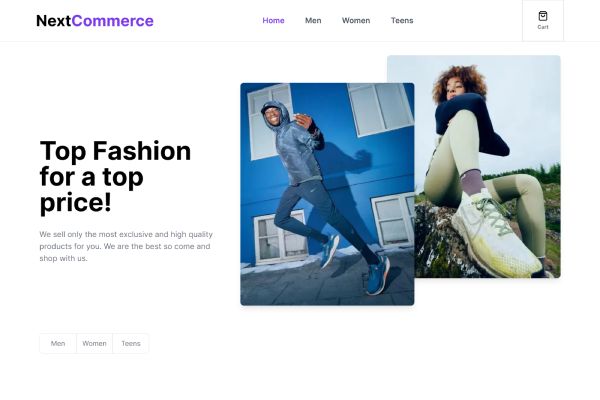 NextCommerce
Home Men Women Teens
Cart
Top Fashion
for a top
price!
We sell only the most exclusive and high quality
products for you. We are the best so come and
shop with us.
Men Women Teens